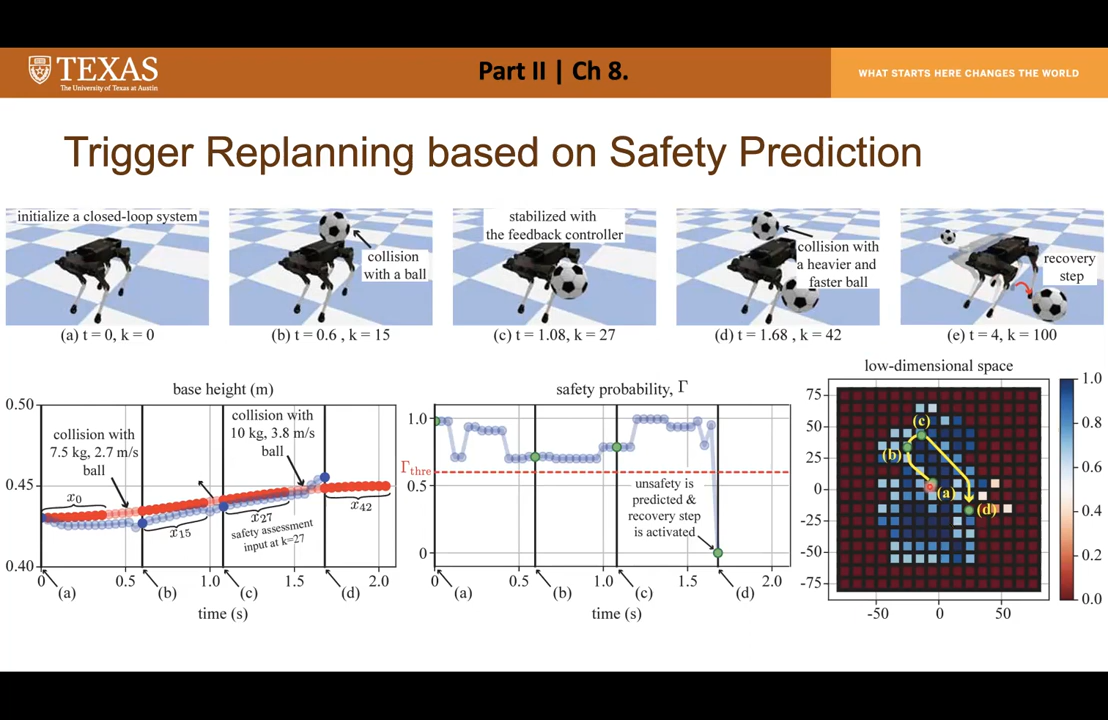 TEXAS
The University of Texas at Austin
Part II | Ch 8.
WHAT STARTS HERE CHANGES THE WORLD
Trigger Replanning based on Safety Prediction
initialize a closed-loop system
collision
with a ball
stabilized with
the feedback controller
collision with
a heavier and
faster ball
recovery
step
(a) t = 0, k = 0
(b) t = 0.6 , k = 15
(c) t = 1.08, k = 27
(d) t = 1.68 , k = 42
(e) t = 4, k = 100
base height (m)
0.50
0.45
0.40
collision with
7.5 kg, 2.7 m/s
ball
collision with
10 kg, 3.8 m/s
ball
x0
x15
x27
x42
safety assessment
input at k=27
0
0.5
1.0
1.5
2.0
(a)
(b)
(c)
(d)
time (s)
safety probability, Γ
1.0
Γthre
0.5
0
unsafety is
predicted &
recovery step
is activated
0
0.5
1.0
1.5
2.0
(a)
(b)
(c)
(d)
time (s)
low-dimensional space
75
50
25
0
-25
-50
-75
(c)
(b)
(a)
(d)
-50
0
50
1.0
0.8
0.6
0.4
0.2
0.0